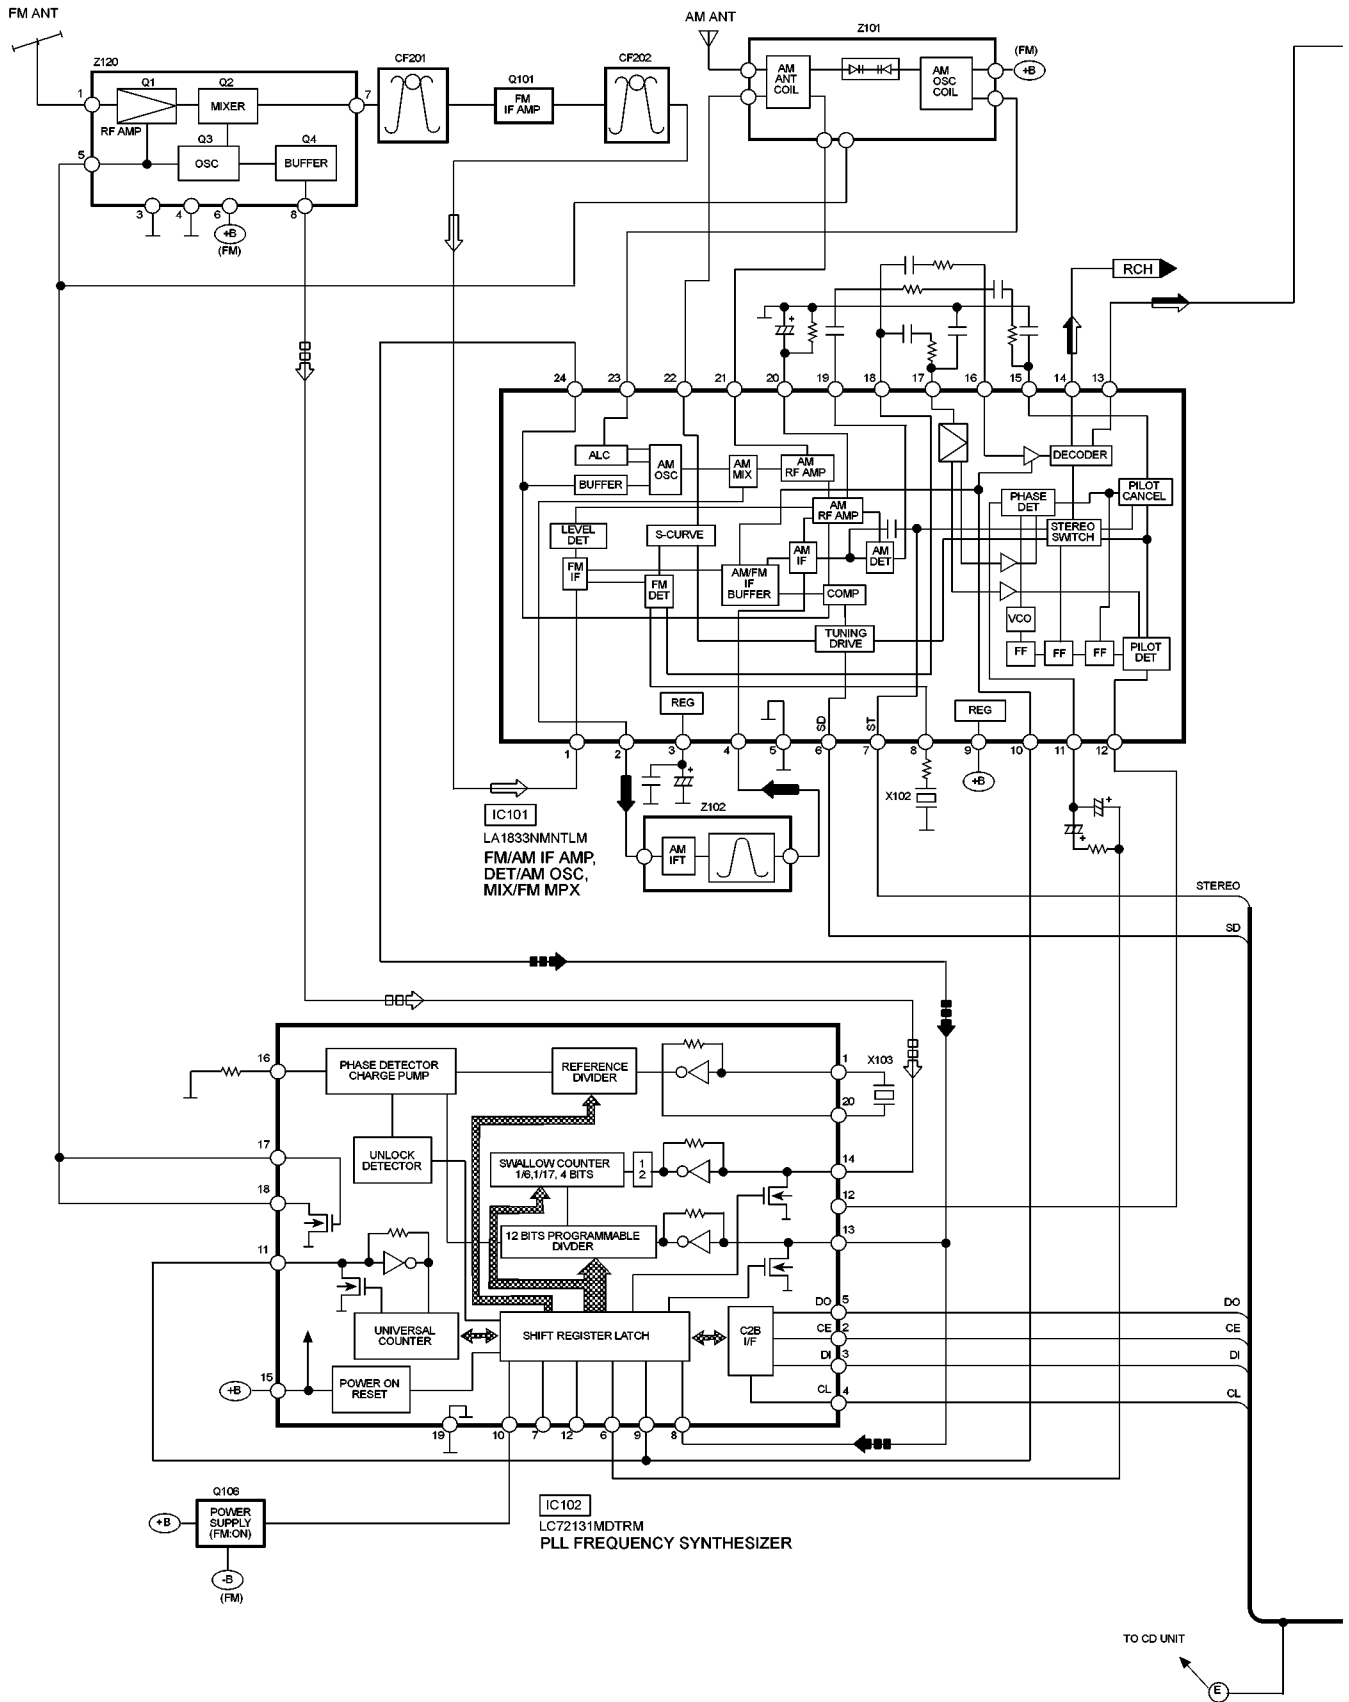 FM ANT
AM ANT
Z120
1
Q1
RF AMP
Q2
MIXER
7
5
Q3
OSC
Q4
BUFFER
3
4
6
8
+B
(FM)
CF201
Q101
FM
IF AMP
CF202
Z101
AM
ANT
COIL
AM
OSC
COIL
(FM)
+B
RCH
24
23
22
21
20
19
18
17
16
15
14
13
+
ALC
BUFFER
AM
OSC
AM
MIX
AM
RF AMP
DECODER
AM
RF AMP
PHASE
DET
PILOT
CANCEL
LEVEL
DET
S-CURVE
STEREO
SWITCH
FM
IF
FM
DET
AM/FM
IF
BUFFER
AM
IF
AM
DET
COMP
TUNING
DRIVE
VCO
FF
FF
FF
PILOT
DET
REG
SD
ST
REG
1
2
3
4
5
6
7
8
9
10
11
12
+
+B
X102
+
+
IC101
LA1833NMNTLM
FM/AM IF AMP,
DET/AM OSC,
MIX/FM MPX
Z102
AM
IFT
STEREO
SD
16
PHASE DETECTOR
CHARGE PUMP
REFERENCE
DIVIDER
1
X103
20
17
UNLOCK
DETECTOR
SWALLOW COUNTER
1/6,1/17, 4 BITS
1
2
14
18
12
12 BITS PROGRAMMABLE
DIVDER
13
11
UNIVERSAL
COUNTER
SHIFT REGISTER LATCH
C2B
I/F
DO
5
DO
CE
2
CE
DI
3
DI
CL
4
CL
+B
15
POWER ON
RESET
19
10
7
12
6
9
8
Q106
+B
POWER
SUPPLY
(FM:ON)
-B
(FM)
IC102
LC72131MDTRM
PLL FREQUENCY SYNTHESIZER
TO CD UNIT
E